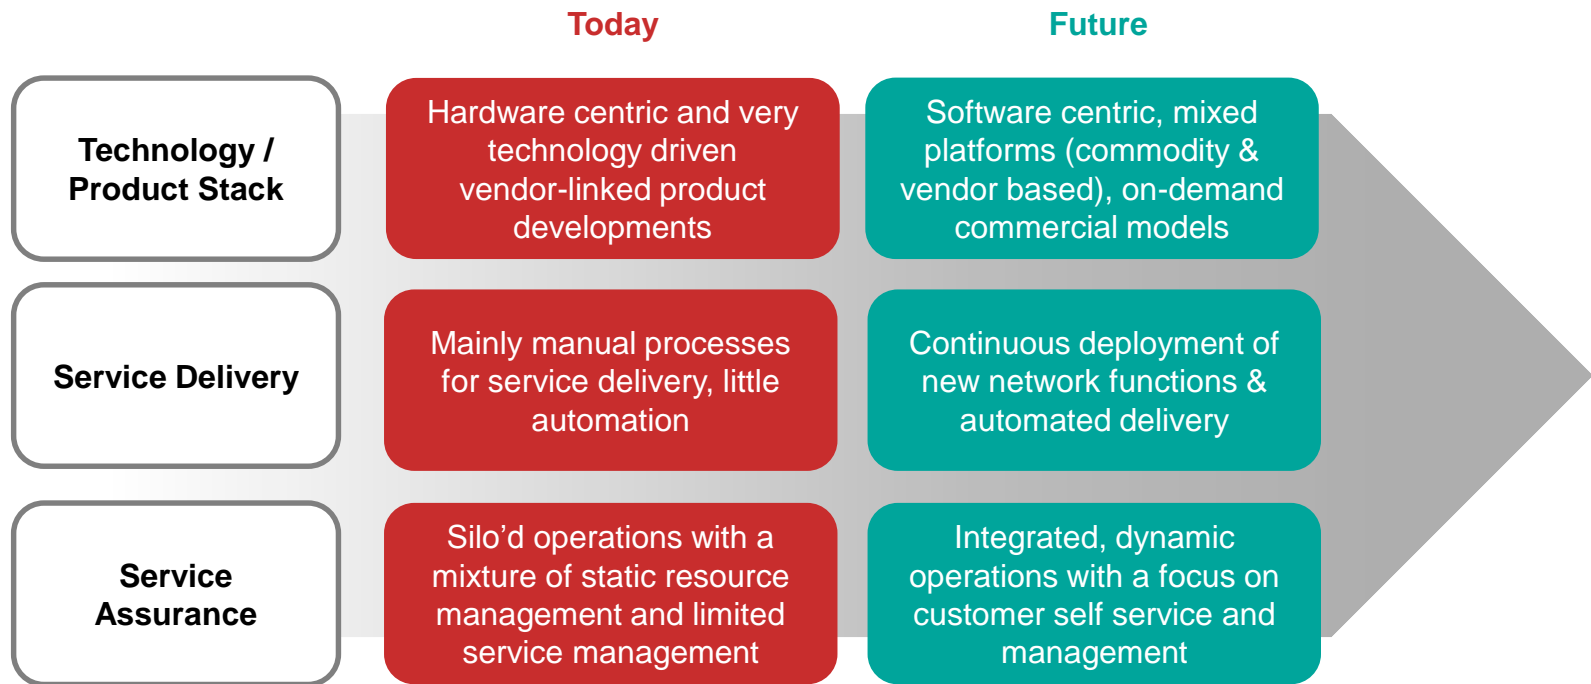 Today
Future
Technology /
Product Stack
Hardware centric and very
technology driven
vendor-linked product
developments
Software centric, mixed
platforms (commodity &
vendor based), on-demand
commercial models
Service Delivery
Mainly manual processes
for service delivery, little
automation
Continuous deployment of
new network functions &
automated delivery
Service
Assurance
Silo’d operations with a
mixture of static resource
management and limited
service management
Integrated, dynamic
operations with a focus on
customer self service and
management